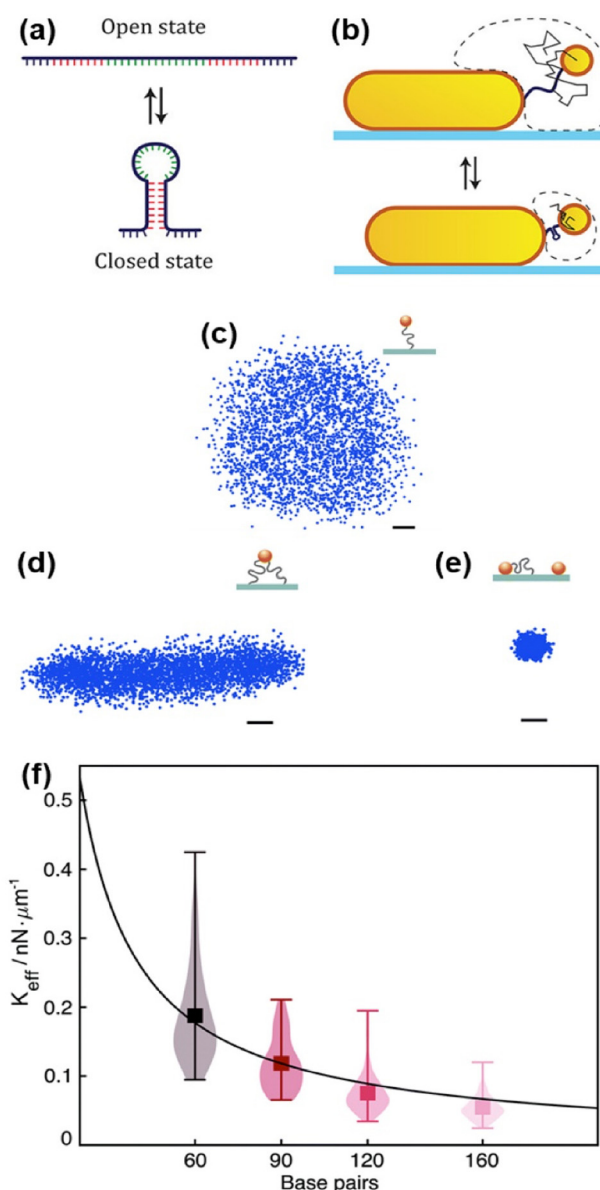 (a)
Open state
Closed state
(b)
(c)
(d)
(e)
(f)
0.5
0.4
0.3
0.2
0.1
0
K_eff / nN·μm⁻¹
60 90 120 160
Base pairs